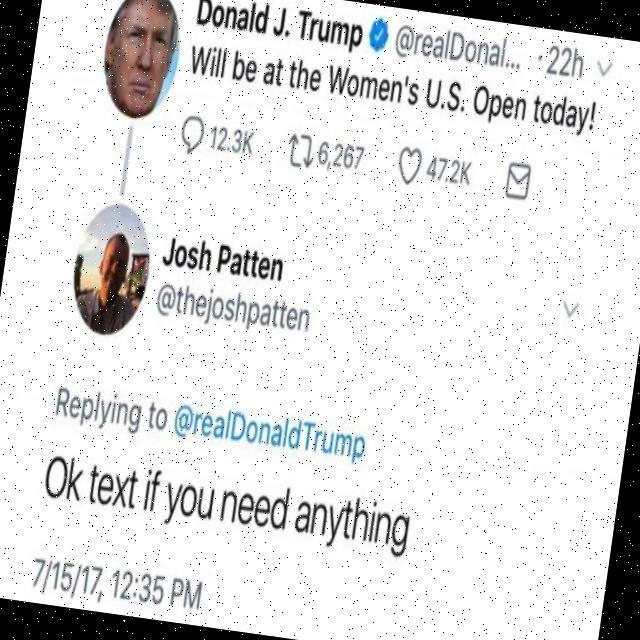 Donald J. Trump @realDonal... · 22h
Will be at the Women's U.S. Open today!
12.3K 6,267 47.2K
Josh Patten
@thejoshpatten
Replying to @realDonaldTrump
Ok text if you need anything
7/15/17, 12:35 PM